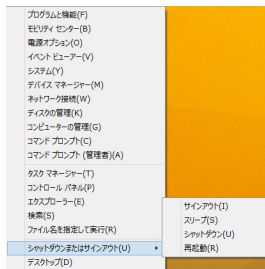 プログラムと機能(F)
モビリティ センター(B)
電源オプション(O)
イベント ビューアー(V)
システム(Y)
デバイス マネージャー(M)
ネットワーク接続(W)
ディスクの管理(K)
コンピューターの管理(G)
コマンド プロンプト(C)
コマンド プロンプト (管理者)(A)
タスク マネージャー(T)
コントロール パネル(P)
エクスプローラー(E)
検索(S)
ファイル名を指定して実行(R)
シャットダウンまたはサインアウト(U)
デスクトップ(D)
サインアウト(I)
スリープ(S)
シャットダウン(U)
再起動(R)